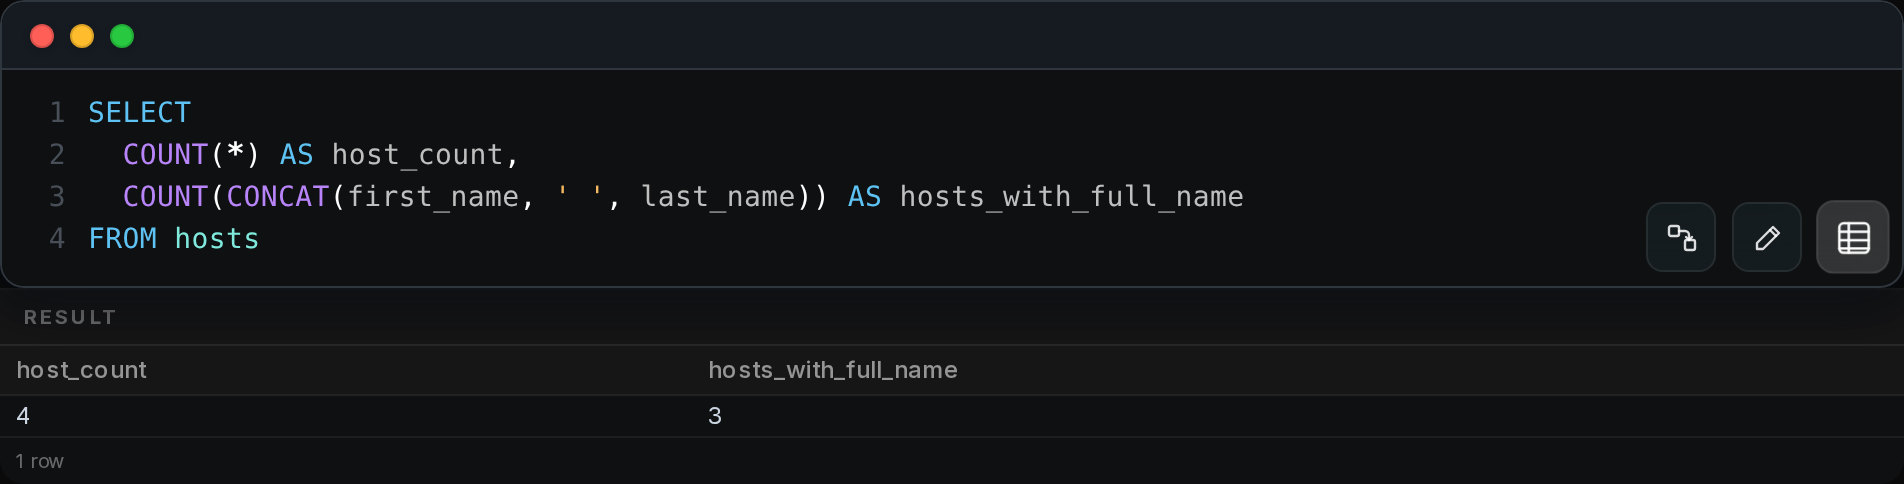 1 SELECT
2   COUNT(*) AS host_count,
3   COUNT(CONCAT(first_name, ' ', last_name)) AS hosts_with_full_name
4 FROM hosts
RESULT
host_count hosts_with_full_name
4 3
1 row